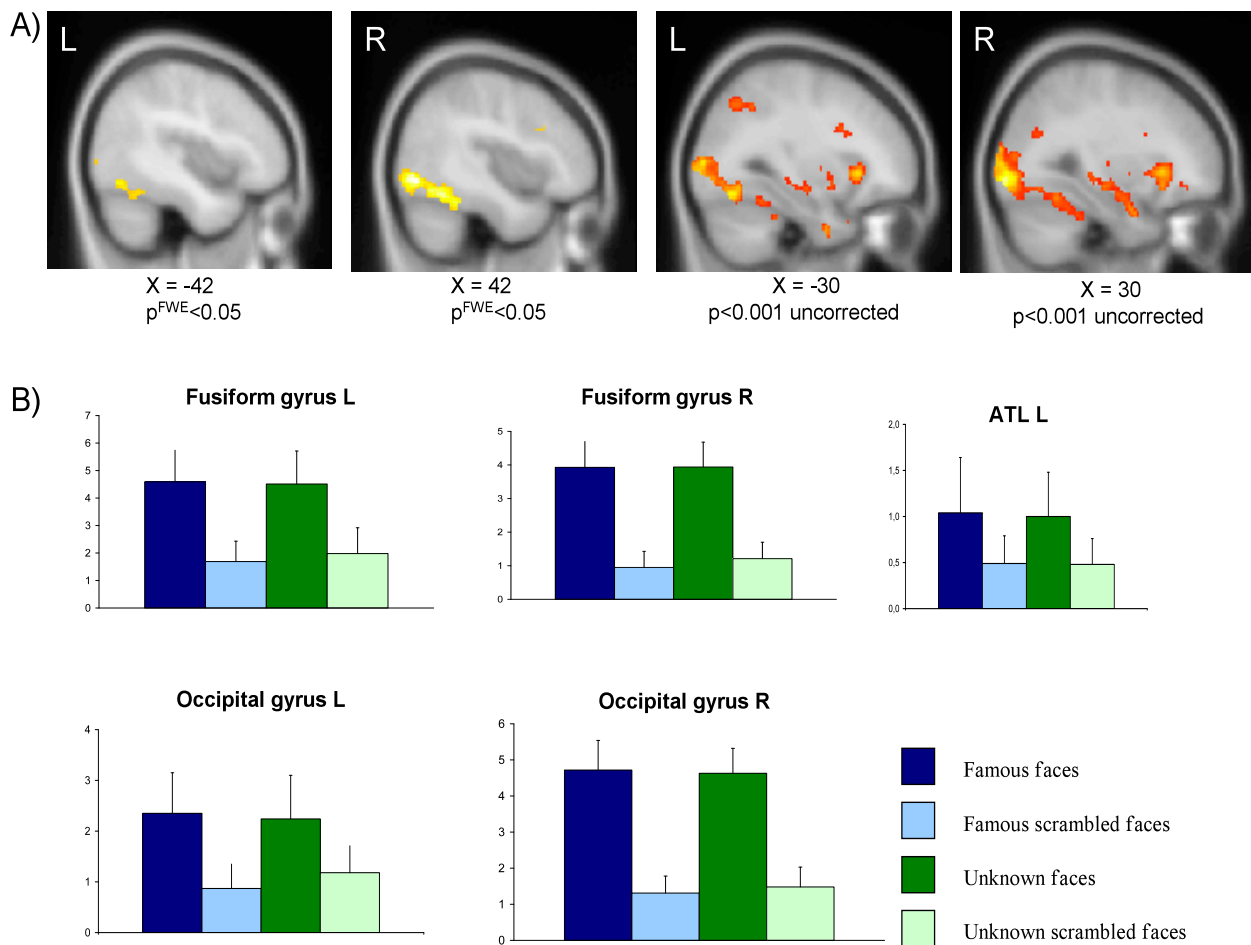 A)
L
R
L
R
X = -42
pFWE<0.05
X = 42
pFWE<0.05
X = -30
p<0.001 uncorrected
X = 30
p<0.001 uncorrected
B)
Fusiform gyrus L
7
6
5
4
3
2
1
0
Fusiform gyrus R
5
4
3
2
1
0
ATL L
2,0
1,5
1,0
0,5
0,0
Occipital gyrus L
4
3
2
1
0
Occipital gyrus R
6
5
4
3
2
1
0
Famous faces
Famous scrambled faces
Unknown faces
Unknown scrambled faces